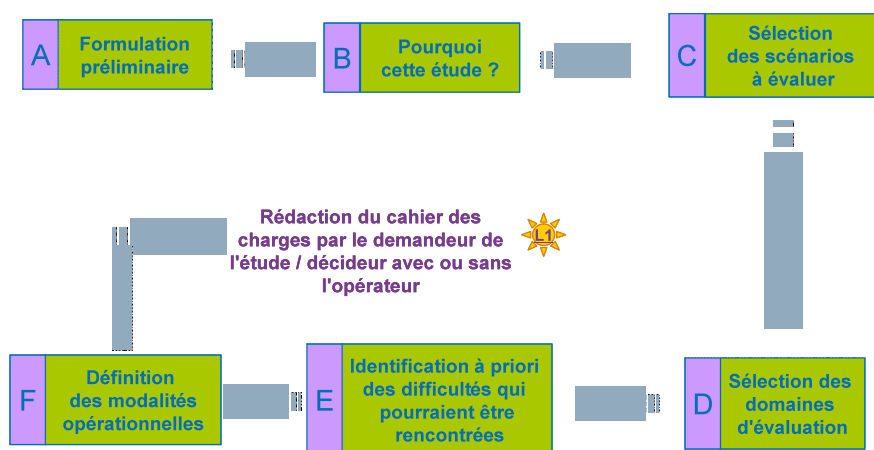 A
Formulation
préliminaire
B
Pourquoi
cette étude ?
C
Sélection
des scénarios
à évaluer
Rédaction du cahier des
charges par le demandeur de
l'étude / décideur avec ou sans
l'opérateur
L1
F
Définition
des modalités
opérationnelles
E
Identification à priori
des difficultés qui
pourraient être
rencontrées
D
Sélection des
domaines
d'évaluation